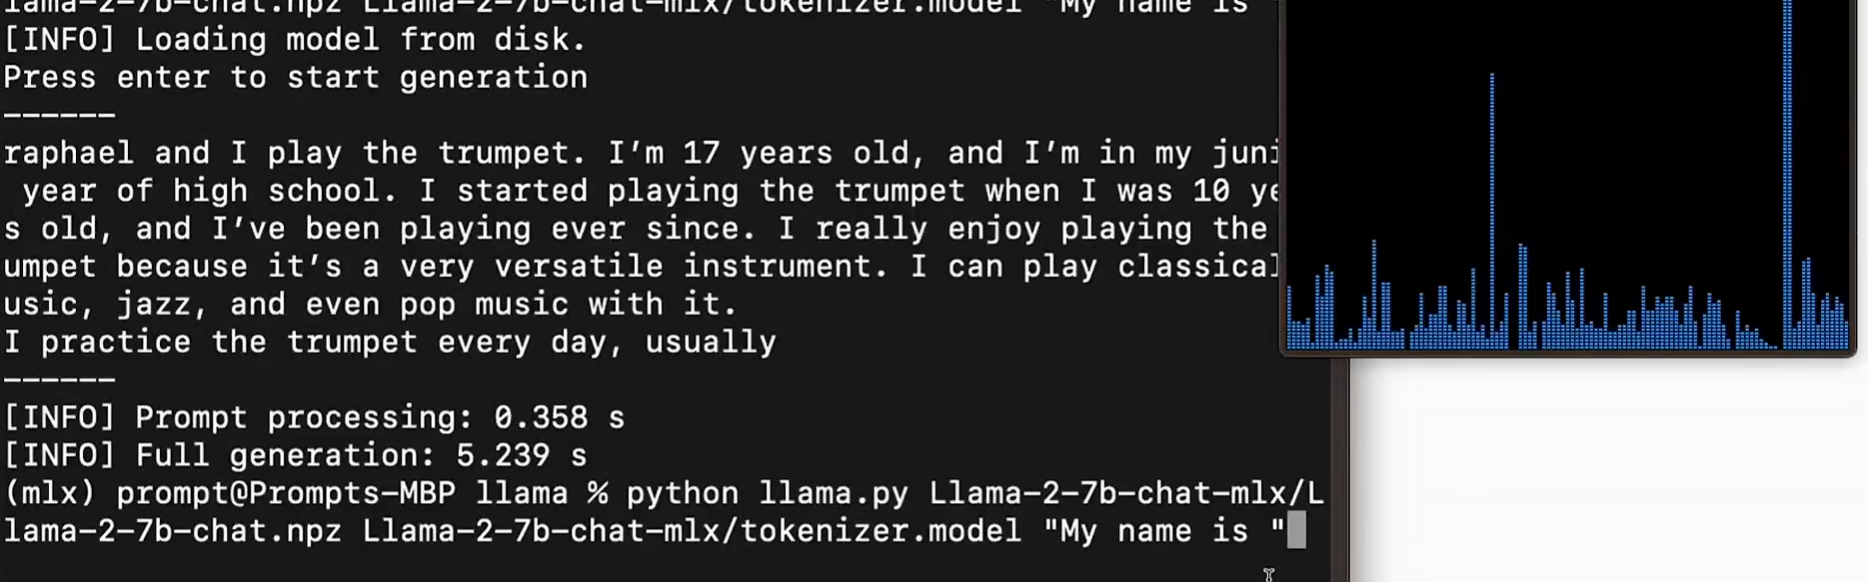 lama-2-7b-chat.npz Llama-2-7b-chat-mlx/tokenizer.model "My name is "
[INFO] Loading model from disk.
Press enter to start generation
------
raphael and I play the trumpet. I’m 17 years old, and I’m in my juni
year of high school. I started playing the trumpet when I was 10 ye
s old, and I’ve been playing ever since. I really enjoy playing the
umpet because it’s a very versatile instrument. I can play classical
usic, jazz, and even pop music with it.
I practice the trumpet every day, usually
------
[INFO] Prompt processing: 0.358 s
[INFO] Full generation: 5.239 s
(mlx) prompt@Prompts-MBP llama % python llama.py Llama-2-7b-chat-mlx/L
lama-2-7b-chat.npz Llama-2-7b-chat-mlx/tokenizer.model "My name is "